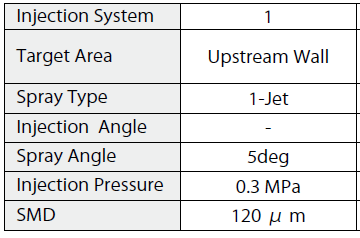 Injection System 1
Target Area Upstream Wall
Spray Type 1-Jet
Injection Angle -
Spray Angle 5deg
Injection Pressure 0.3 MPa
SMD 120 μ m